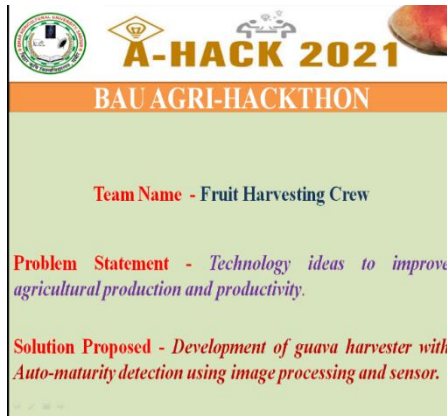 A-HACK 2021
BAU AGRI-HACKTHON
Team Name - Fruit Harvesting Crew
Problem Statement - Technology ideas to improve
agricultural production and productivity.
Solution Proposed - Development of guava harvester with
Auto-maturity detection using image processing and sensor.